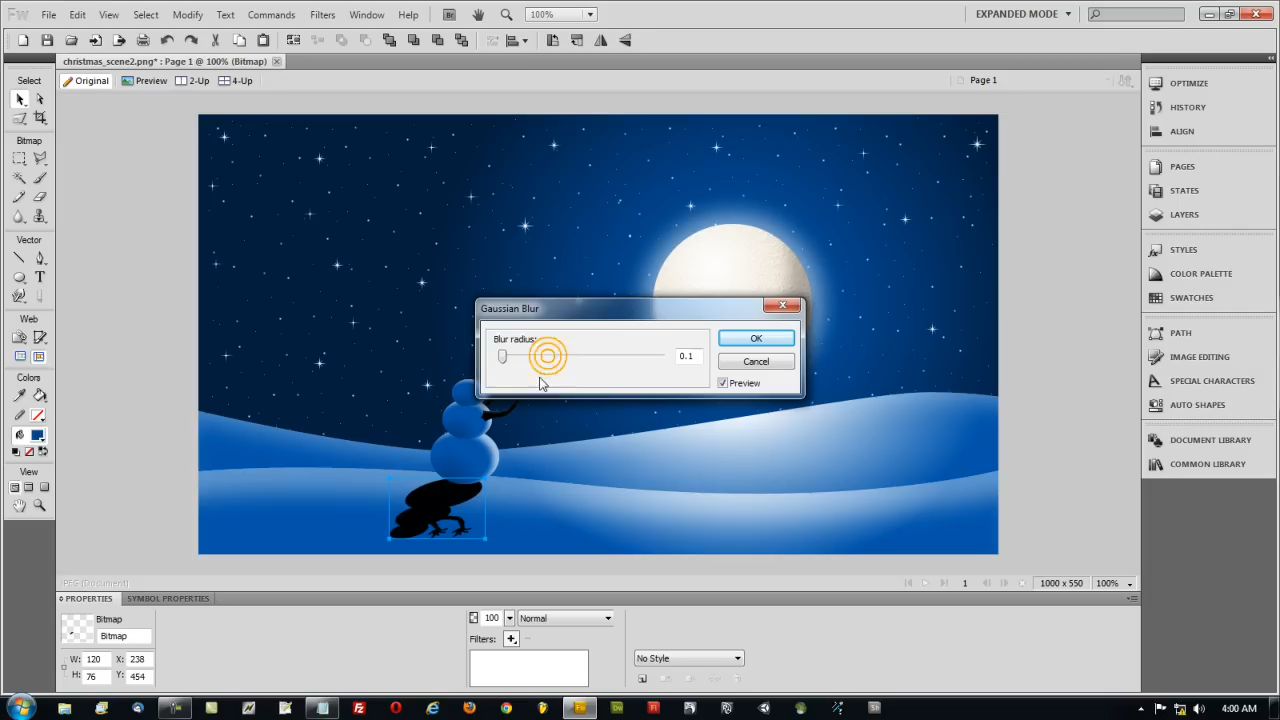 Fw File Edit View Select Modify Text Commands Filters Window Help Br 100% EXPANDED MODE
christmas_scene2.png* : Page 1 @ 100% (Bitmap)
Original Preview 2-Up 4-Up Page 1
Select
Bitmap
Vector
T
Web
Colors
View
Gaussian Blur
Blur radius:
0.1
OK
Cancel
Preview
OPTIMIZE
HISTORY
ALIGN
PAGES
STATES
LAYERS
STYLES
COLOR PALETTE
SWATCHES
PATH
IMAGE EDITING
SPECIAL CHARACTERS
AUTO SHAPES
DOCUMENT LIBRARY
COMMON LIBRARY
JPEG (Document) 1 1000 x 550 100%
PROPERTIES SYMBOL PROPERTIES
Bitmap
Bitmap
W: 120 X: 238
H: 76 Y: 454
100 Normal
Filters:
No Style
4:00 AM